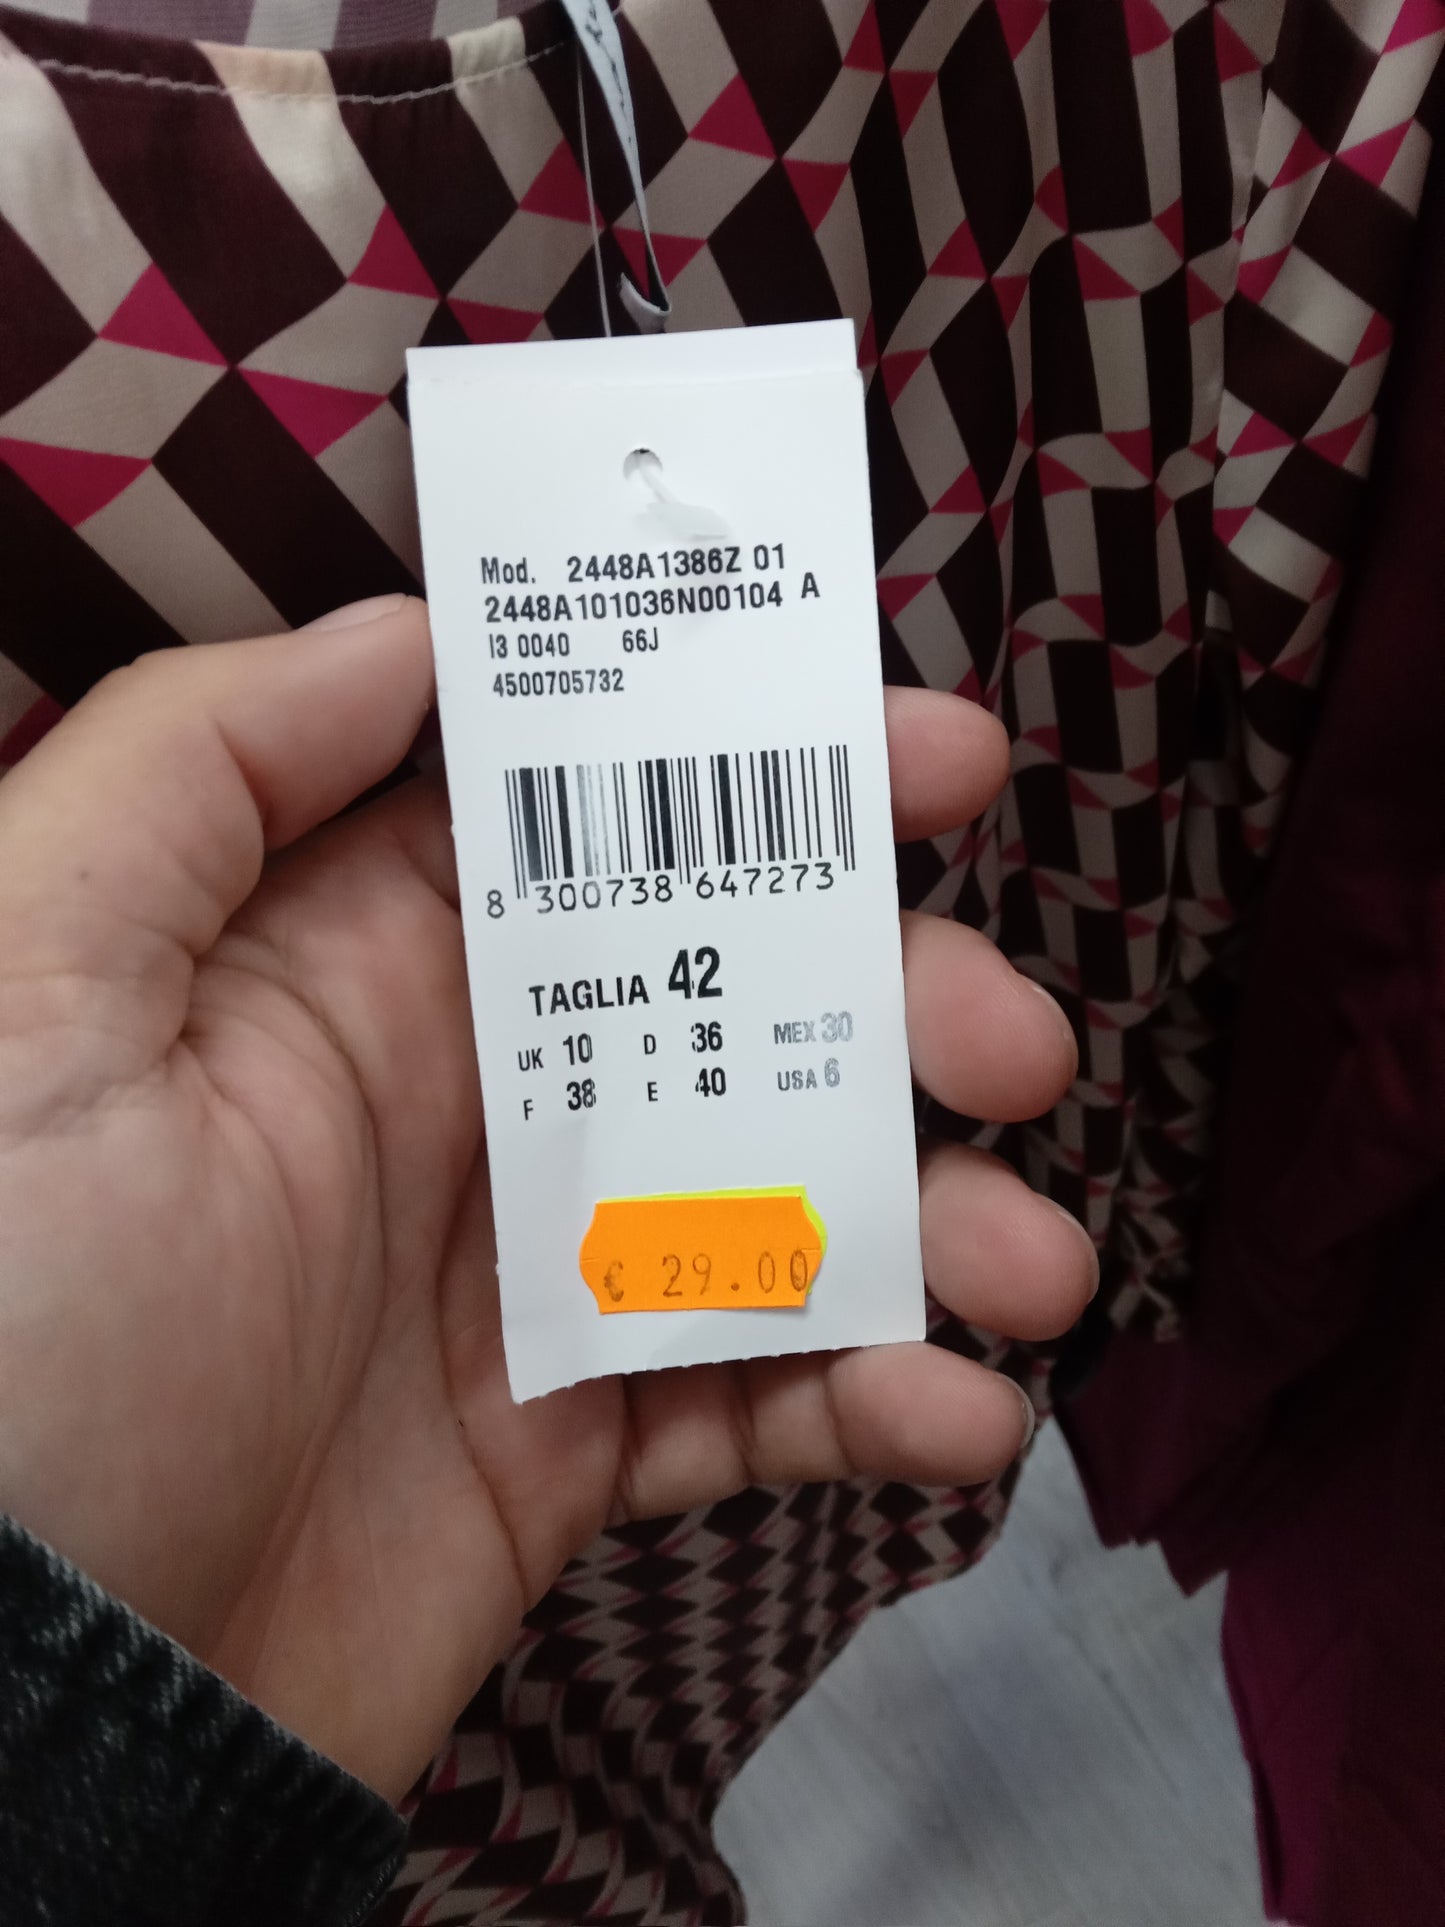 Mod. 2448A1386Z 01
2448A101036N00104 A
I3 0040 66J
4500705732
8 300738 647273
TAGLIA 42
UK 10 D 36 MEX 30
F 38 E 40 USA 6
€ 29.00